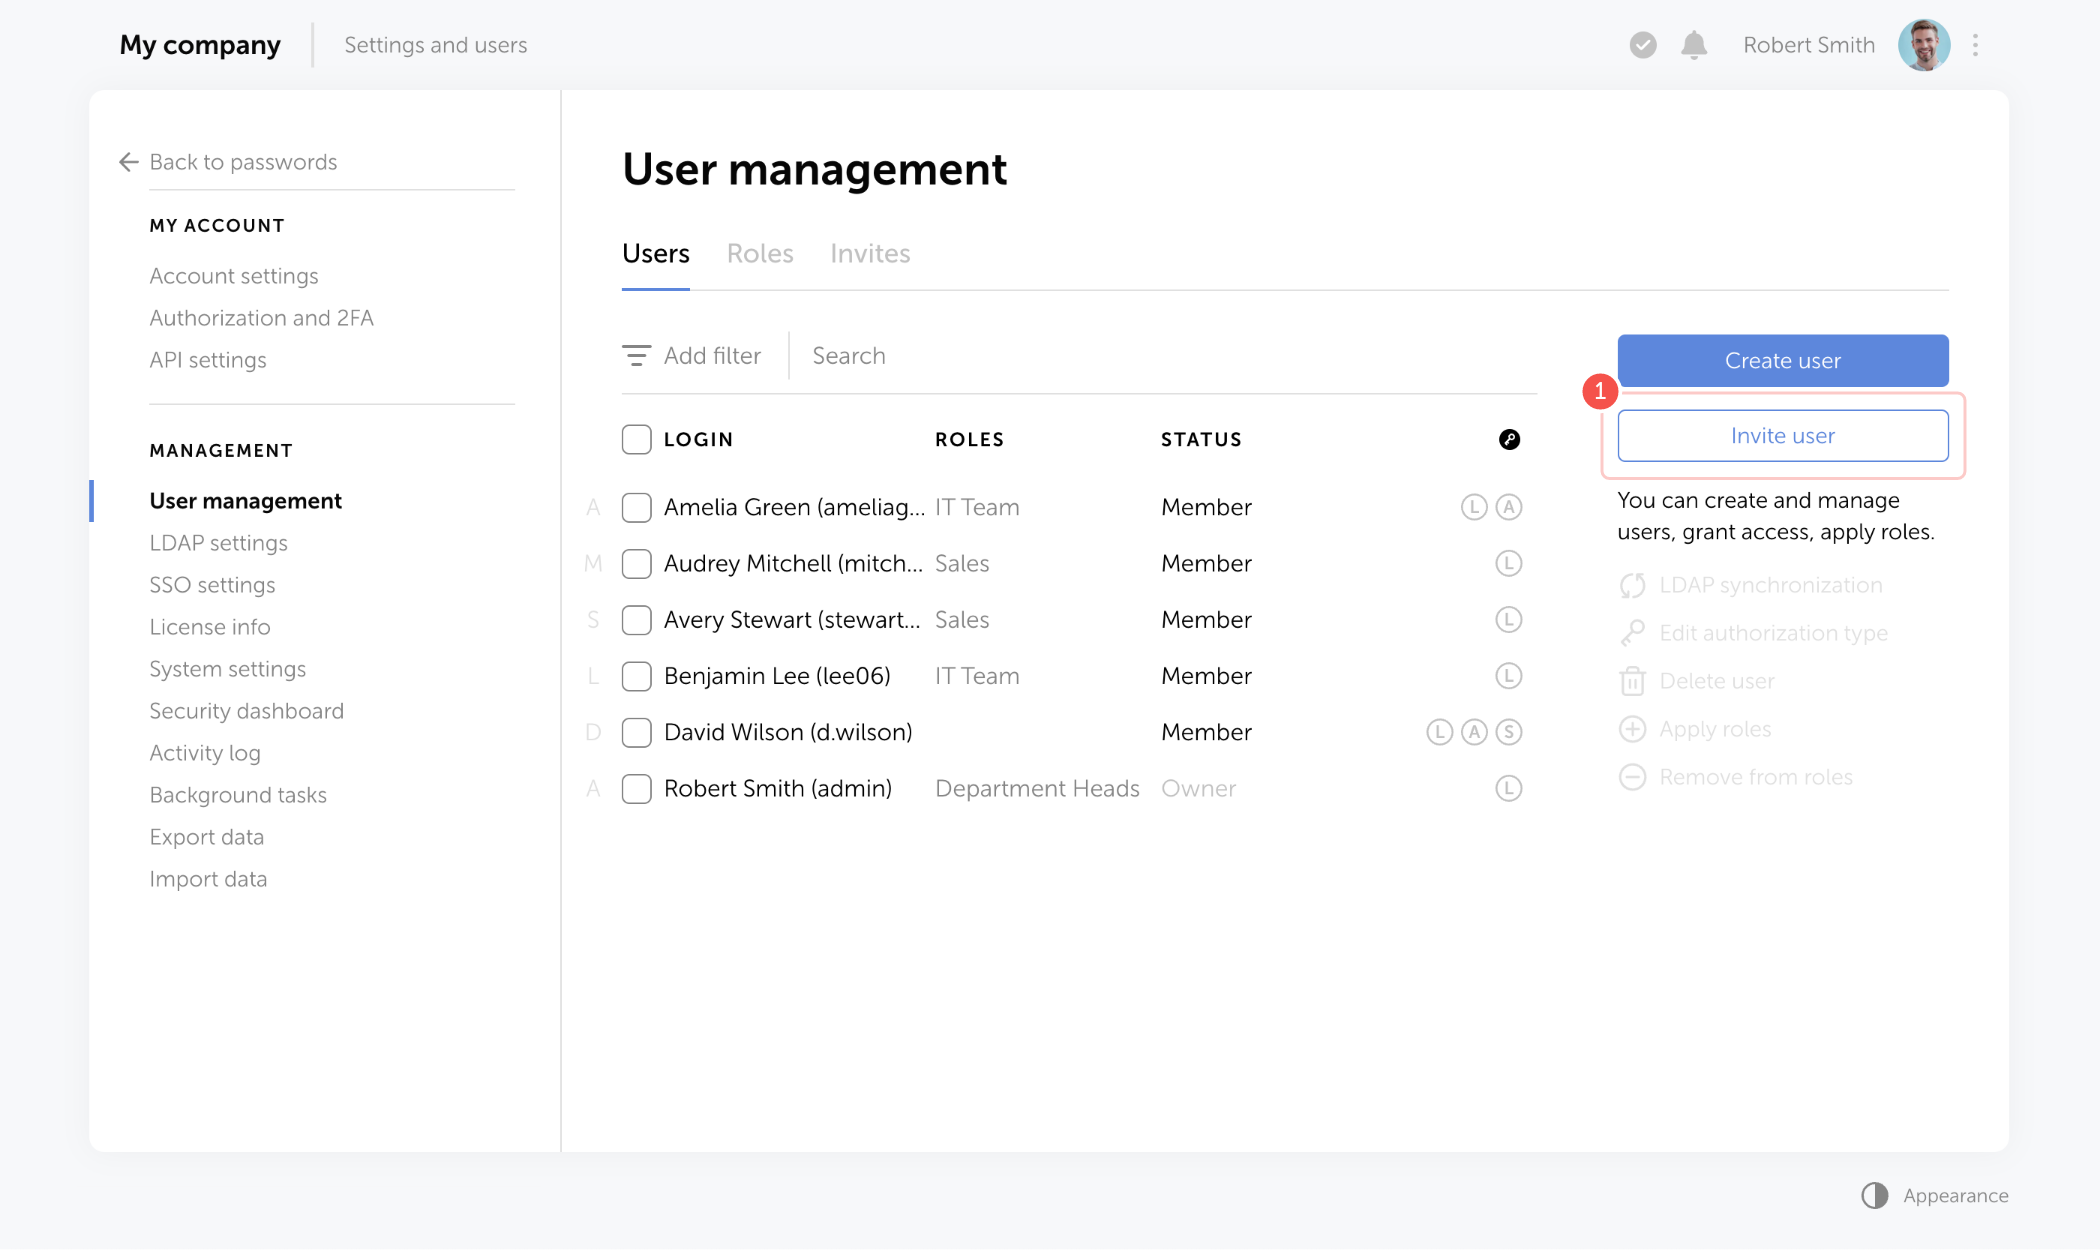 My company
Settings and users
Robert Smith
Back to passwords
MY ACCOUNT
Account settings
Authorization and 2FA
API settings
MANAGEMENT
User management
LDAP settings
SSO settings
License info
System settings
Security dashboard
Activity log
Background tasks
Export data
Import data
User management
Users Roles Invites
Add filter Search
LOGIN ROLES STATUS
A Amelia Green (ameliag... IT Team Member L A
M Audrey Mitchell (mitch... Sales Member L
S Avery Stewart (stewart... Sales Member L
L Benjamin Lee (lee06) IT Team Member L
D David Wilson (d.wilson) Member L A S
A Robert Smith (admin) Department Heads Owner L
Create user
1
Invite user
You can create and manage
users, grant access, apply roles.
LDAP synchronization
Edit authorization type
Delete user
Apply roles
Remove from roles
Appearance